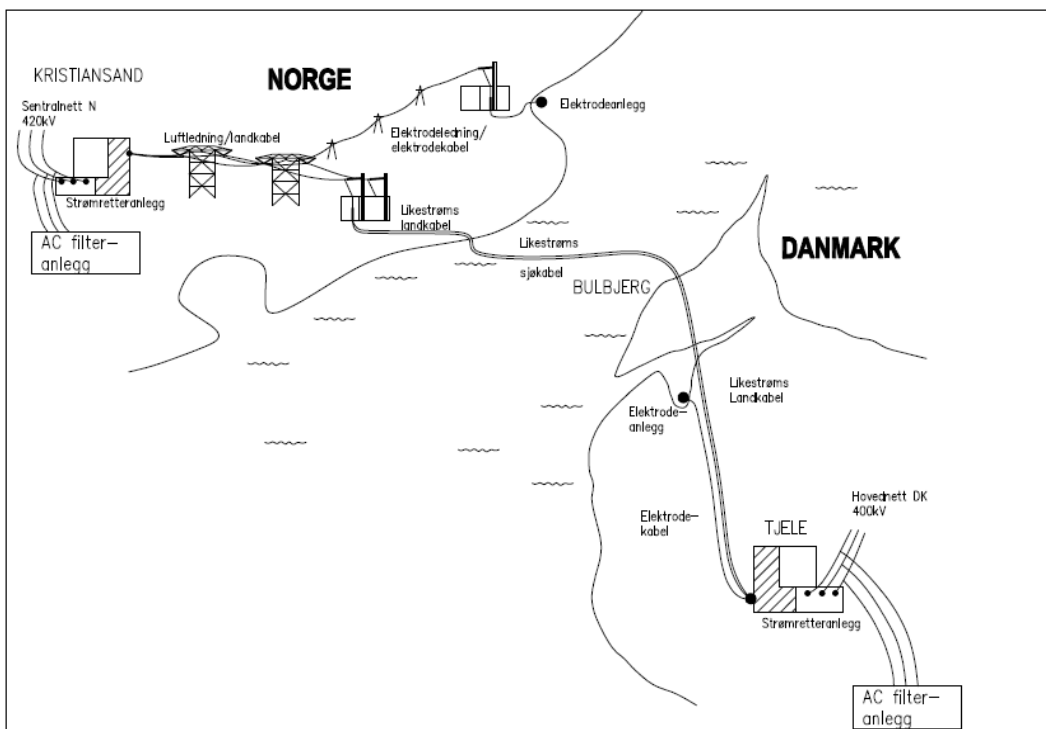 KRISTIANSAND
NORGE
Sentralnett N
420kV
Luftledning/landkabel
Elektrodeledning/
elektrodekabel
Elektrodeanlegg
Strømretteranlegg
AC filter–
anlegg
Likestrøms
landkabel
Likestrøms
sjøkabel
BULBJERG
DANMARK
Likestrøms
Landkabel
Elektrode–
anlegg
Elektrode–
kabel
Hovednett DK
400kV
TJELE
Strømretteranlegg
AC filter–
anlegg